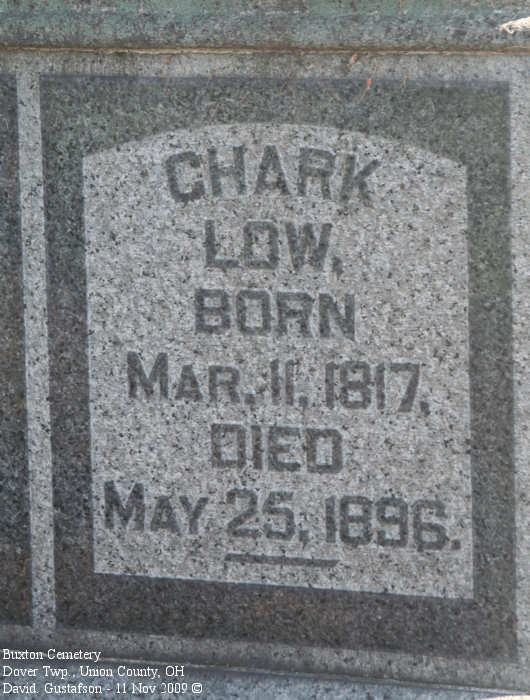 CHARK
LOW,
BORN
MAR. 11, 1817,
DIED
MAY 25, 1896.
Buxton Cemetery
Dover Twp., Union County, OH
David Gustafson - 11 Nov 2009 ©